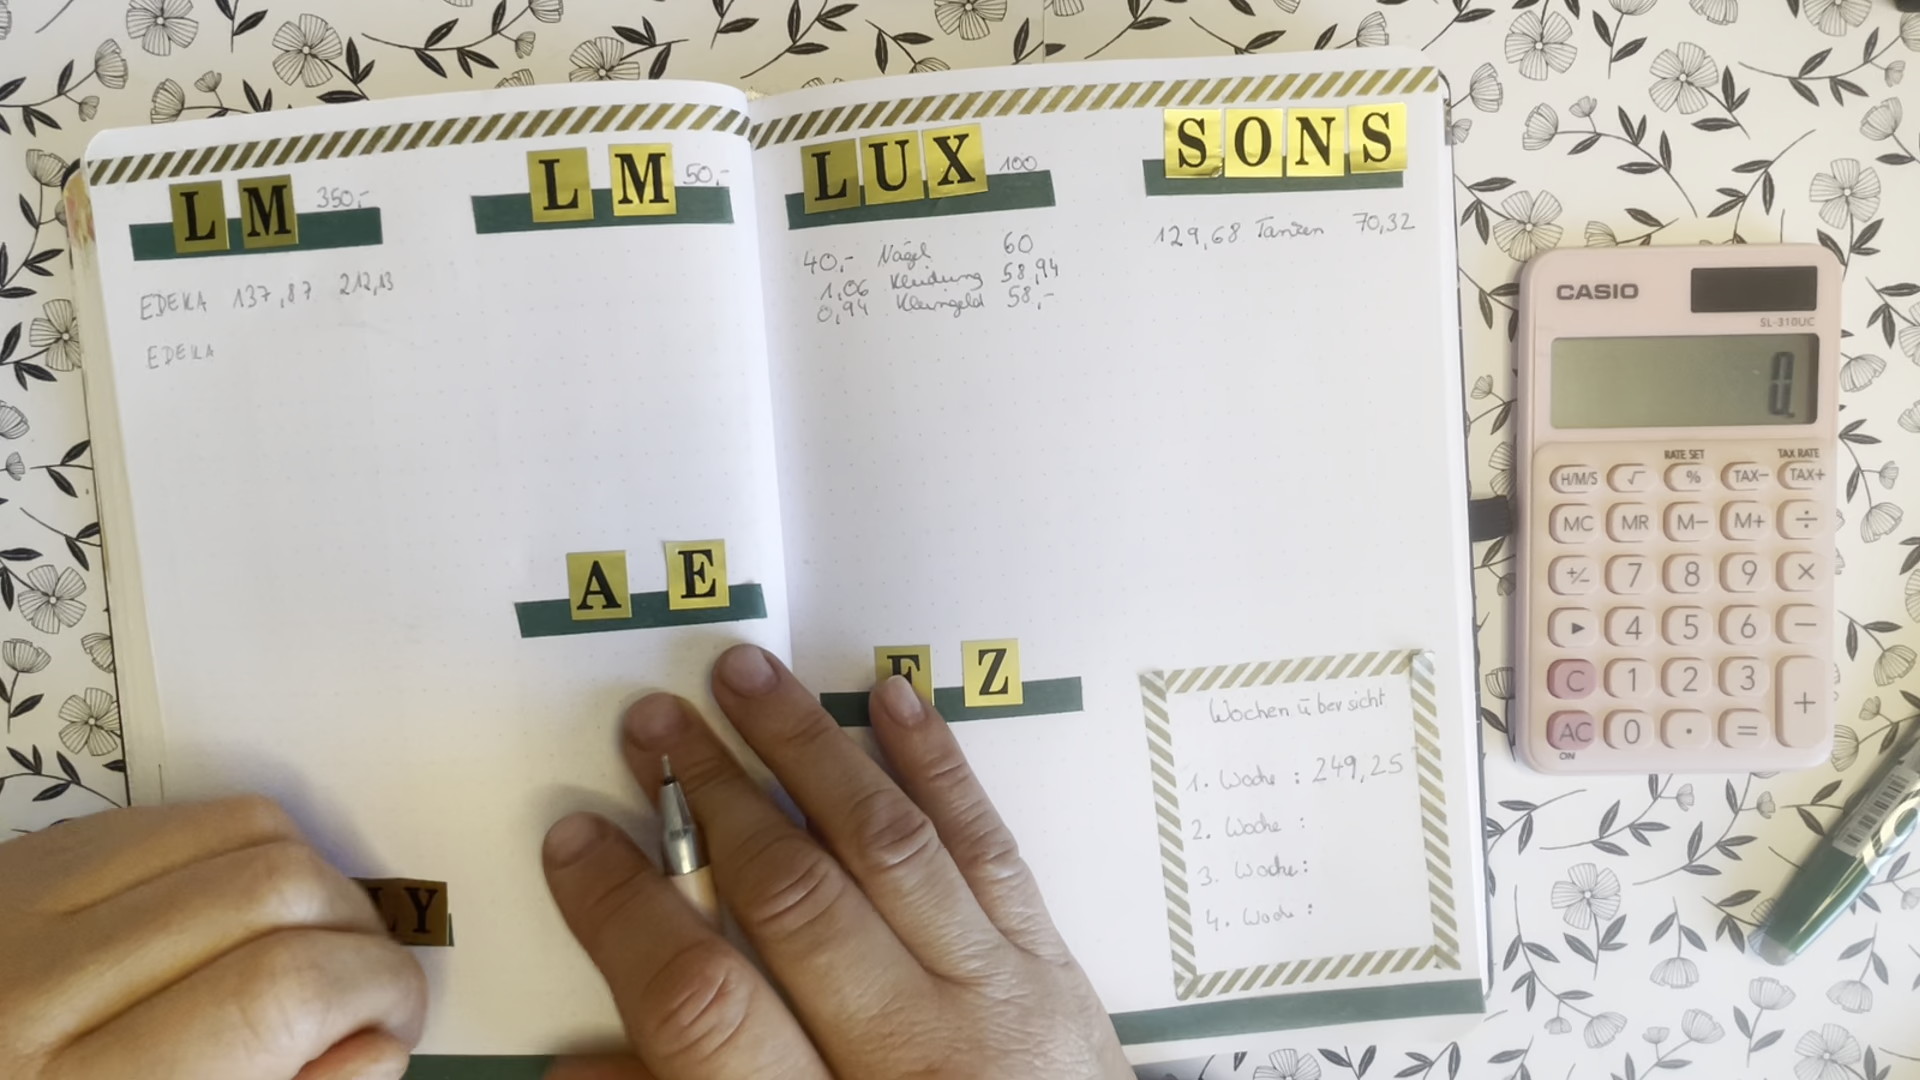 LM 350,-
EDEKA 137,87 212,13
EDEKA
LM 50,-
AE
LY
LUX 100
40,- Nägel 60
1,06 Kleidung 58,94
0,94 Kleingeld 58,-
SONS
129,68 Tanken 70,32
Z
Wochenübersicht
1. Woche : 249,25
2. Woche :
3. Woche :
4. Woche :
CASIO
SL-310UC
0
RATE SET TAX RATE
H/M/S √ % TAX− TAX+
MC MR M− M+ ÷
+/− 7 8 9 ×
▶ 4 5 6 −
C 1 2 3 +
AC 0 . =
ON